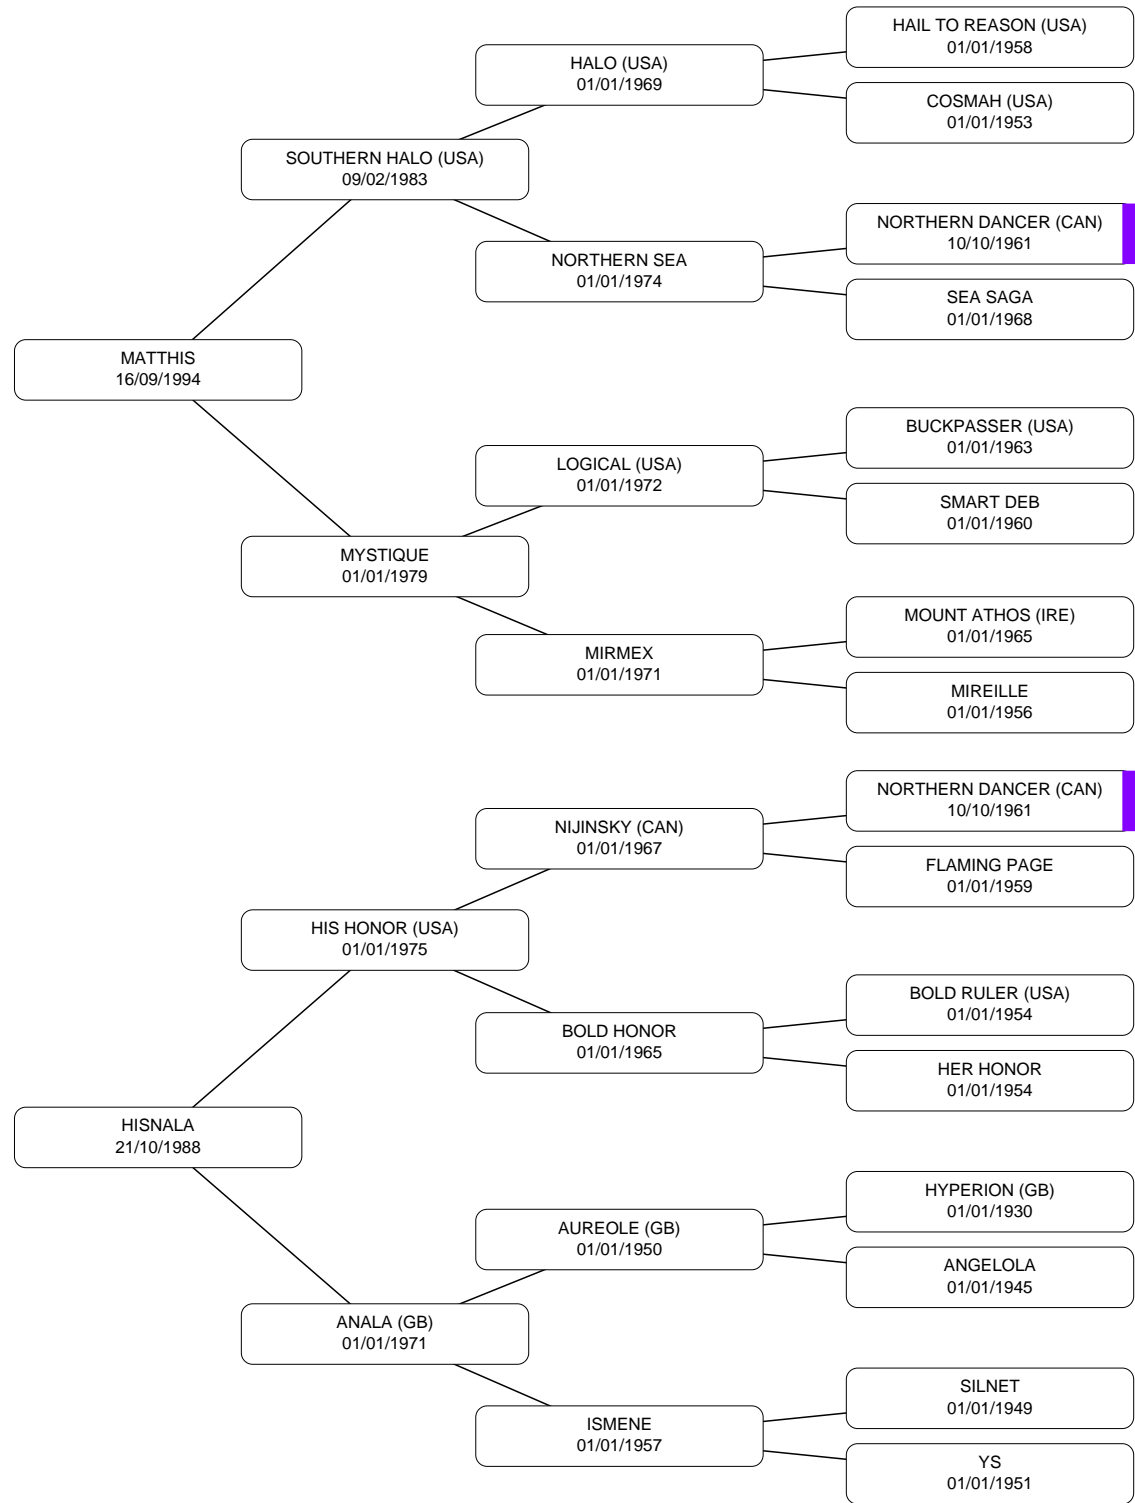 HAIL TO REASON (USA)
01/01/1958
HALO (USA)
01/01/1969
COSMAH (USA)
01/01/1953
SOUTHERN HALO (USA)
09/02/1983
NORTHERN DANCER (CAN)
10/10/1961
NORTHERN SEA
01/01/1974
SEA SAGA
01/01/1968
MATTHIS
16/09/1994
BUCKPASSER (USA)
01/01/1963
LOGICAL (USA)
01/01/1972
SMART DEB
01/01/1960
MYSTIQUE
01/01/1979
MOUNT ATHOS (IRE)
01/01/1965
MIRMEX
01/01/1971
MIREILLE
01/01/1956
NORTHERN DANCER (CAN)
10/10/1961
NIJINSKY (CAN)
01/01/1967
FLAMING PAGE
01/01/1959
HIS HONOR (USA)
01/01/1975
BOLD RULER (USA)
01/01/1954
BOLD HONOR
01/01/1965
HER HONOR
01/01/1954
HISNALA
21/10/1988
HYPERION (GB)
01/01/1930
AUREOLE (GB)
01/01/1950
ANGELOLA
01/01/1945
ANALA (GB)
01/01/1971
SILNET
01/01/1949
ISMENE
01/01/1957
YS
01/01/1951